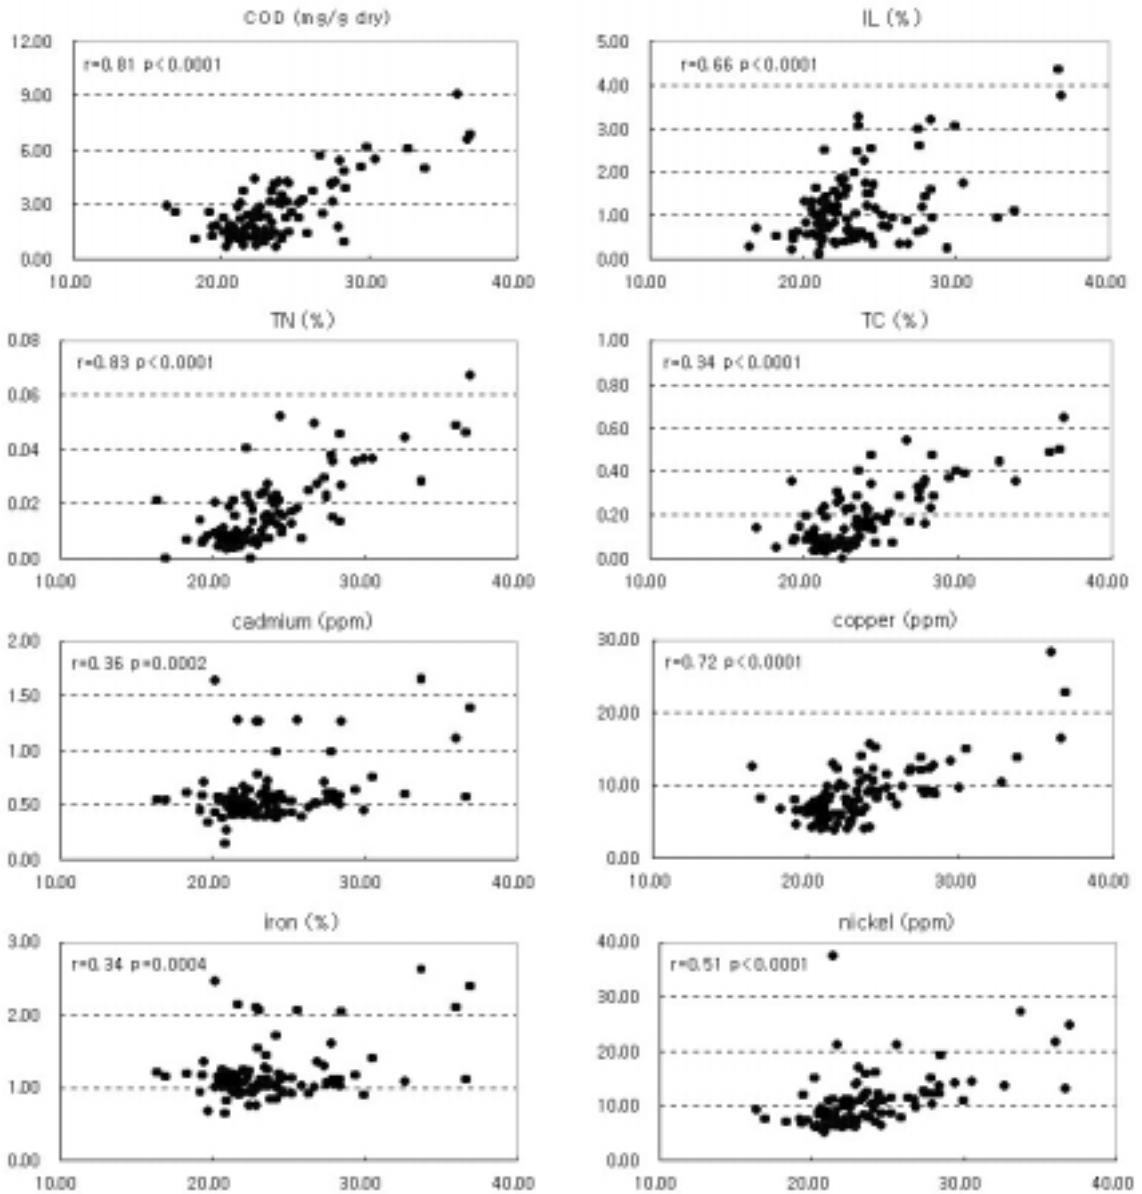 COD (mg/g dry)
12.00
9.00
6.00
3.00
0.00
r=0.81 p<0.0001
10.00 20.00 30.00 40.00
IL (%)
5.00
4.00
3.00
2.00
1.00
0.00
r=0.66 p<0.0001
10.00 20.00 30.00 40.00
TN (%)
0.08
0.06
0.04
0.02
0.00
r=0.83 p<0.0001
10.00 20.00 30.00 40.00
TC (%)
1.00
0.80
0.60
0.40
0.20
0.00
r=0.34 p<0.0001
10.00 20.00 30.00 40.00
cadmium (ppm)
2.00
1.50
1.00
0.50
0.00
r=0.36 p=0.0002
10.00 20.00 30.00 40.00
copper (ppm)
30.00
20.00
10.00
0.00
r=0.72 p<0.0001
10.00 20.00 30.00 40.00
iron (%)
3.00
2.00
1.00
0.00
r=0.34 p=0.0004
10.00 20.00 30.00 40.00
nickel (ppm)
40.00
30.00
20.00
10.00
0.00
r=0.51 p<0.0001
10.00 20.00 30.00 40.00